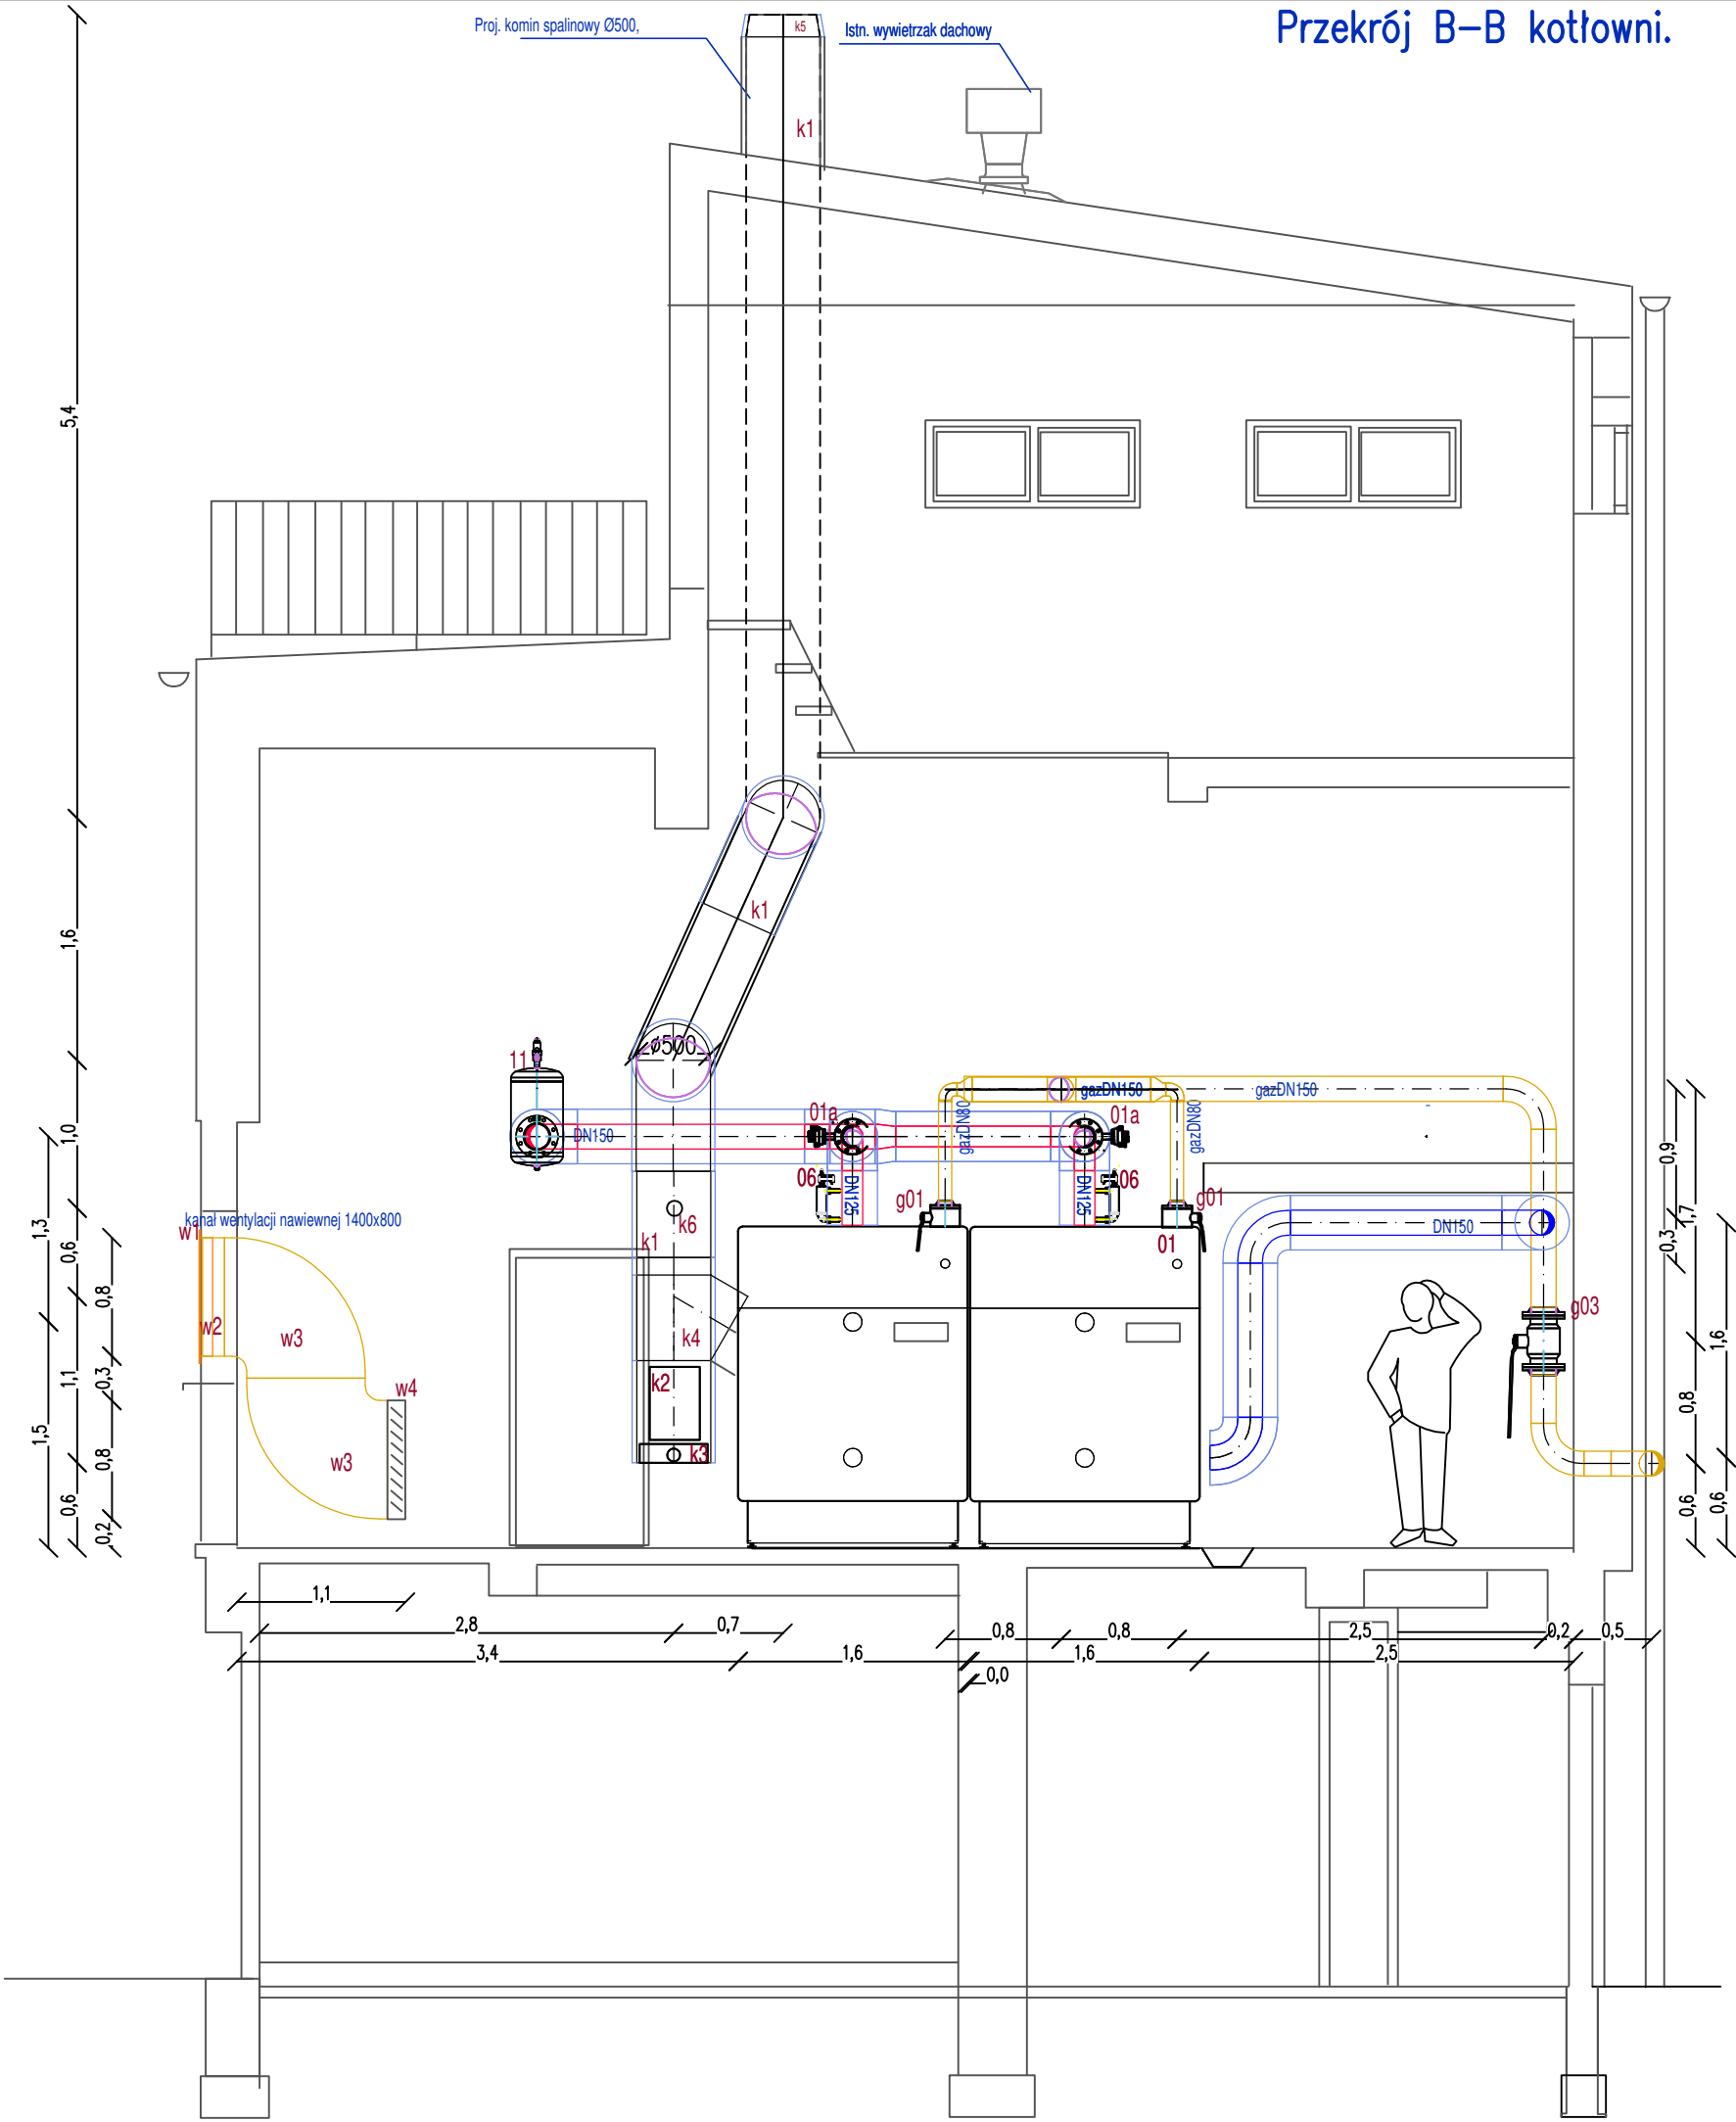 Przekrój B-B kotłowni.
Proj. komin spalinowy Ø500,
k5
Istn. wywietrzak dachowy
k1
5,4
1,6
k1
ø500
11
1,0
DN150
01a
gazDN80
gazDN150
gazDN150
01a
gazDN80
0,9
06
DN125
DN125
06
g01
g01
kanał wentylacji nawiewnej 1400x800
w1
1,3
0,6
k6
k1
01
DN150
1,7
0,3
0,8
w2
w3
k4
g03
1,6
1,1
0,3
w4
k2
0,8
1,5
0,8
w3
k3
0,6
0,2
0,6
0,6
1,1
2,8
0,7
0,8
0,8
2,5
0,2
0,5
3,4
1,6
1,6
2,5
0,0